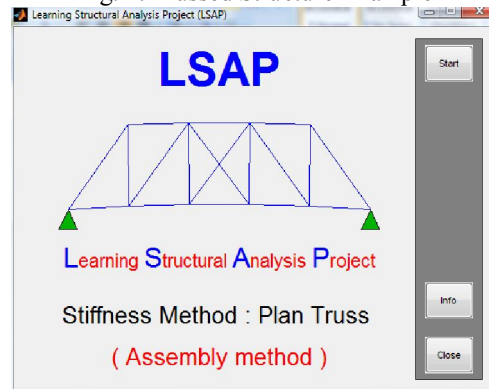 Learning Structural Analysis Project (LSAP)
LSAP
Start
Learning Structural Analysis Project
Stiffness Method : Plan Truss
( Assembly method )
Info
Close